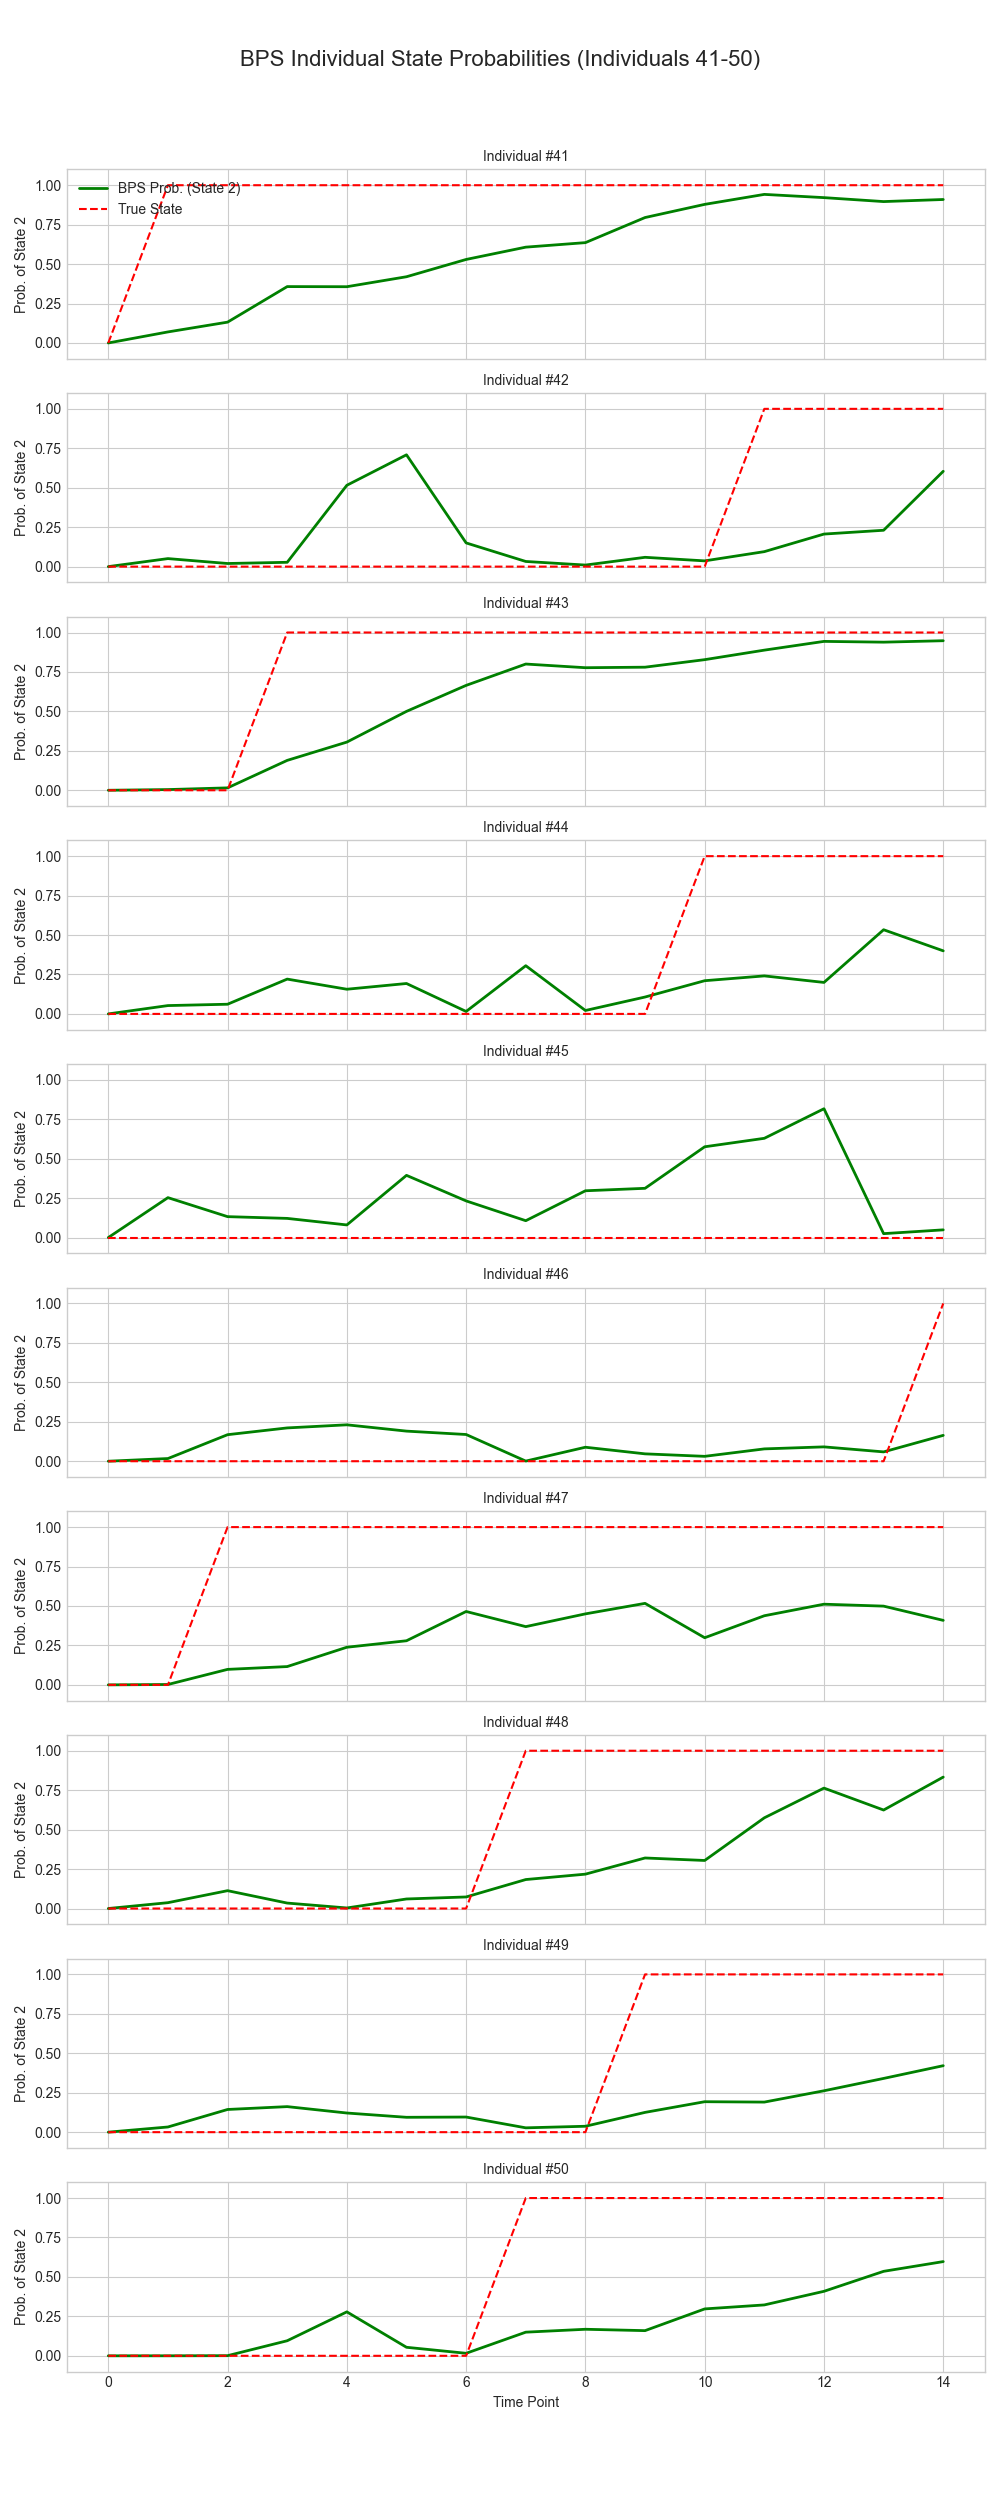 BPS Individual State Probabilities (Individuals 41-50)
Individual #41
BPS Prob. (State 2)
True State
Prob. of State 2
1.00
0.75
0.50
0.25
0.00
Individual #42
Prob. of State 2
1.00
0.75
0.50
0.25
0.00
Individual #43
Prob. of State 2
1.00
0.75
0.50
0.25
0.00
Individual #44
Prob. of State 2
1.00
0.75
0.50
0.25
0.00
Individual #45
Prob. of State 2
1.00
0.75
0.50
0.25
0.00
Individual #46
Prob. of State 2
1.00
0.75
0.50
0.25
0.00
Individual #47
Prob. of State 2
1.00
0.75
0.50
0.25
0.00
Individual #48
Prob. of State 2
1.00
0.75
0.50
0.25
0.00
Individual #49
Prob. of State 2
1.00
0.75
0.50
0.25
0.00
Individual #50
Prob. of State 2
1.00
0.75
0.50
0.25
0.00
0 2 4 6 8 10 12 14
Time Point